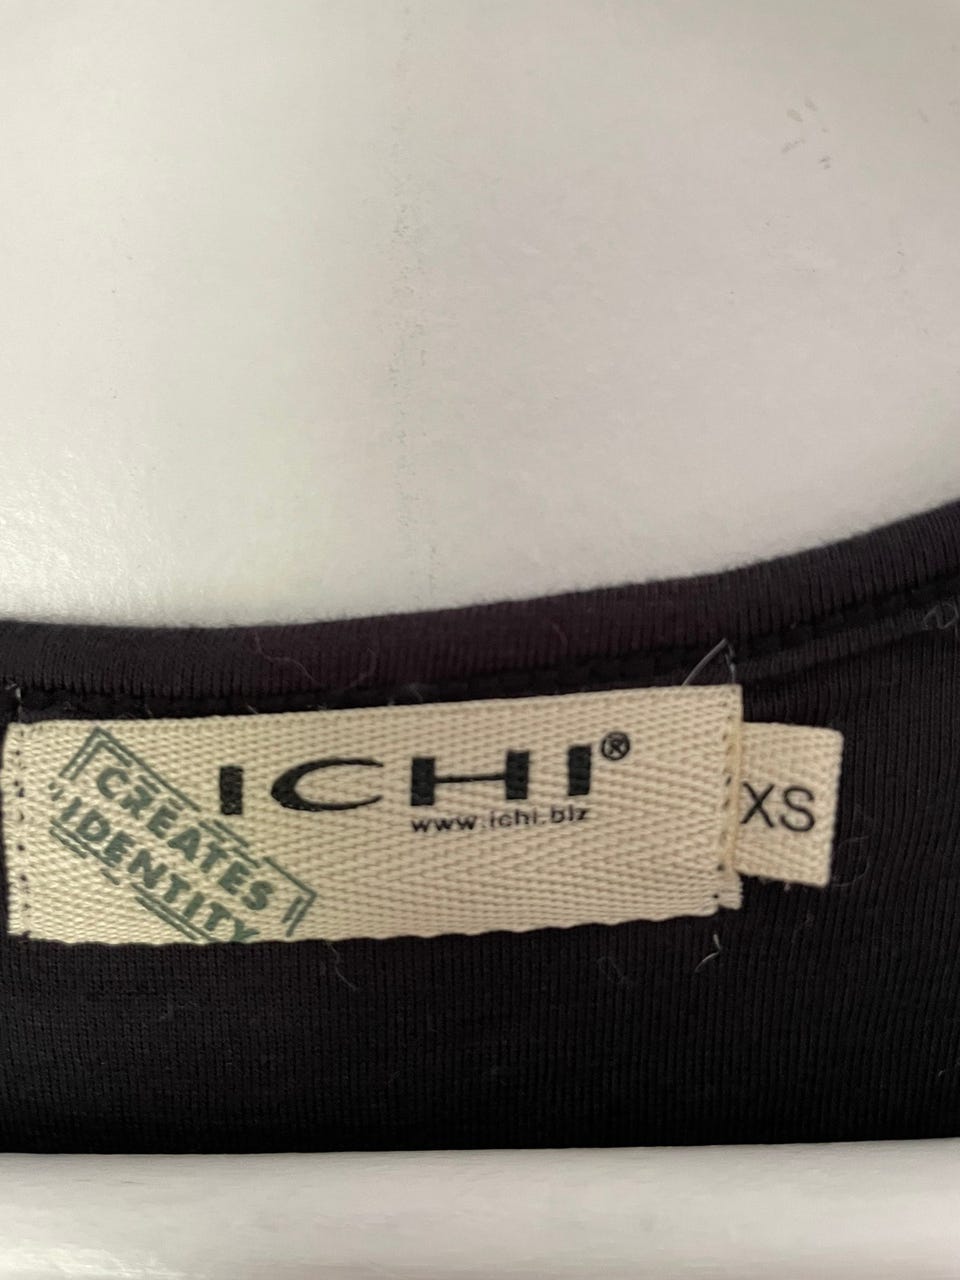 ICHI®
www.ichi.biz
XS
CREATES
"IDENTITY